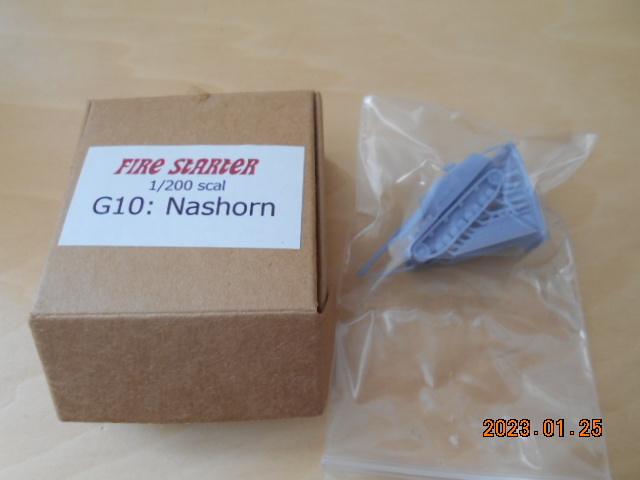 FIRE STARTER
1/200 scal
G10: Nashorn
2023.01.25